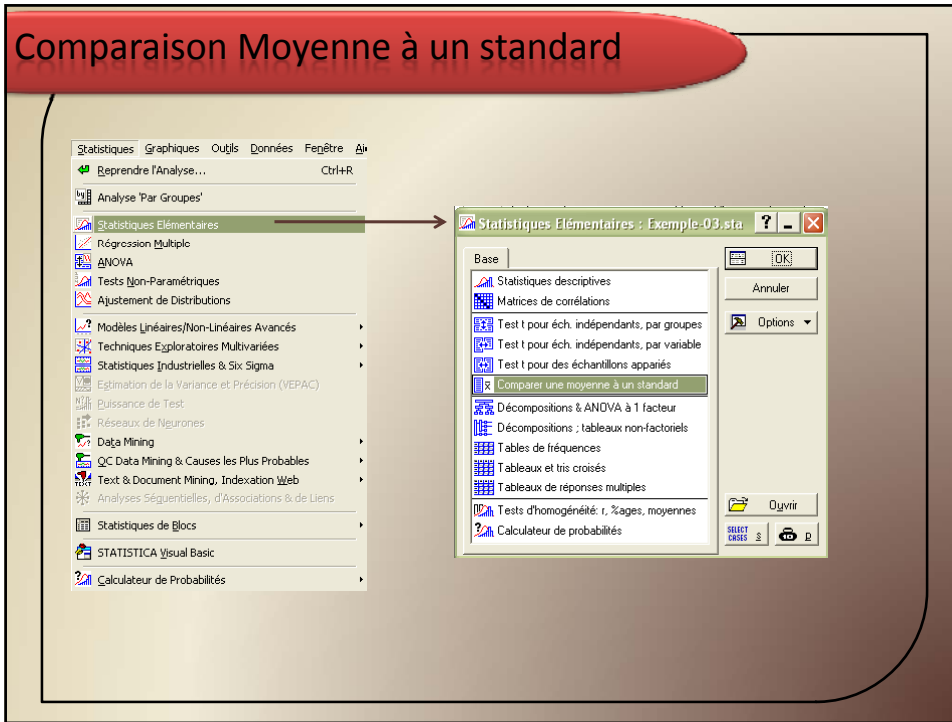 Comparaison Moyenne à un standard
Statistiques Graphiques Outils Données Fenêtre
Reprendre l'Analyse... Ctrl+R
Analyse 'Par Groupes'
Statistiques Elémentaires
Régression Multiple
ANOVA
Tests Non-Paramétriques
Ajustement de Distributions
Modèles Linéaires/Non-Linéaires Avancés
Techniques Exploratoires Multivariées
Statistiques Industrielles & Six Sigma
Estimation de la Variance et Précision (VEPAC)
Puissance de Test
Réseaux de Neurones
Data Mining
QC Data Mining & Causes les Plus Probables
Text & Document Mining, Indexation Web
Analyses Séquentielles, d'Associations & de Liens
Statistiques de Blocs
STATISTICA Visual Basic
Calculateur de Probabilités
Statistiques Elémentaires : Exemple-03.sta
Base
Statistiques descriptives
Matrices de corrélations
Test t pour éch. indépendants, par groupes
Test t pour éch. indépendants, par variable
Test t pour des échantillons appariés
Comparer une moyenne à un standard
Décompositions & ANOVA à 1 facteur
Décompositions ; tableaux non-factoriels
Tables de fréquences
Tableaux et tris croisés
Tableaux de réponses multiples
Tests d'homogénéité: r, %ages, moyennes
Calculateur de probabilités
OK
Annuler
Options
Ouvrir
SELECT CASES S D